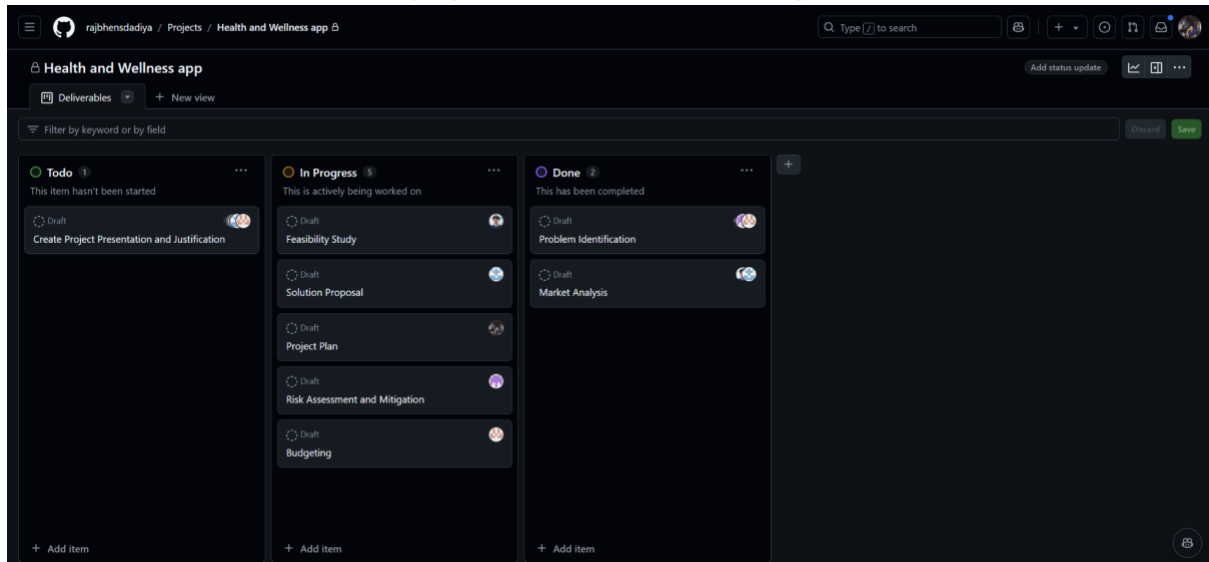 rajbhensdadiya / Projects / Health and Wellness app
Type / to search
Health and Wellness app
Add status update
Deliverables
+ New view
Filter by keyword or by field
Discard
Save
Todo 1
This item hasn't been started
Draft
Create Project Presentation and Justification
+ Add item
In Progress 5
This is actively being worked on
Draft
Feasibility Study
Draft
Solution Proposal
Draft
Project Plan
Draft
Risk Assessment and Mitigation
Draft
Budgeting
+ Add item
Done 2
This has been completed
Draft
Problem Identification
Draft
Market Analysis
+ Add item